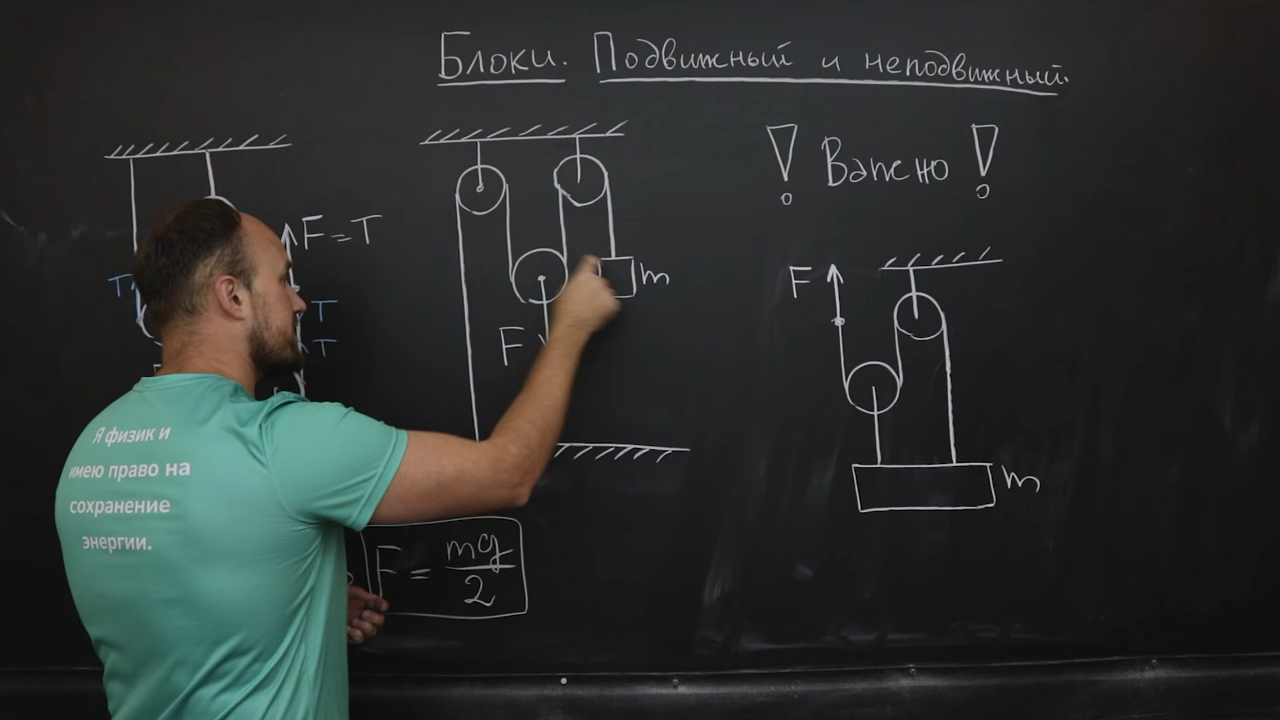 Блоки. Подвижный и неподвижный.
! Важно !
F = T
T
T
T
m
F
F
m
F = mg/2
Я физик и
имею право на
сохранение
энергии.